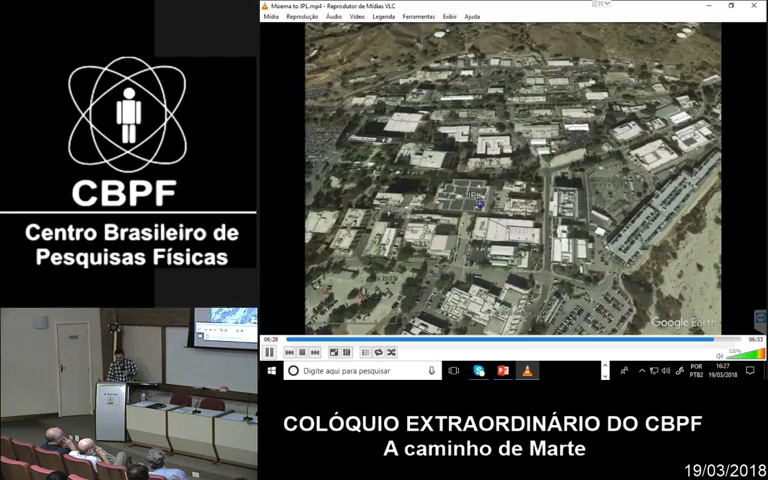 CBPF
Centro Brasileiro de
Pesquisas Físicas
Moema to JPL.mp4 - Reprodutor de Mídias VLC
Mídia Reprodução Áudio Vídeo Legenda Ferramentas Exibir Ajuda
JPL
Google Earth
06:28
06:53
120%
Digite aqui para pesquisar
POR
PTB2
16:27
19/03/2018
COLÓQUIO EXTRAORDINÁRIO DO CBPF
A caminho de Marte
19/03/2018